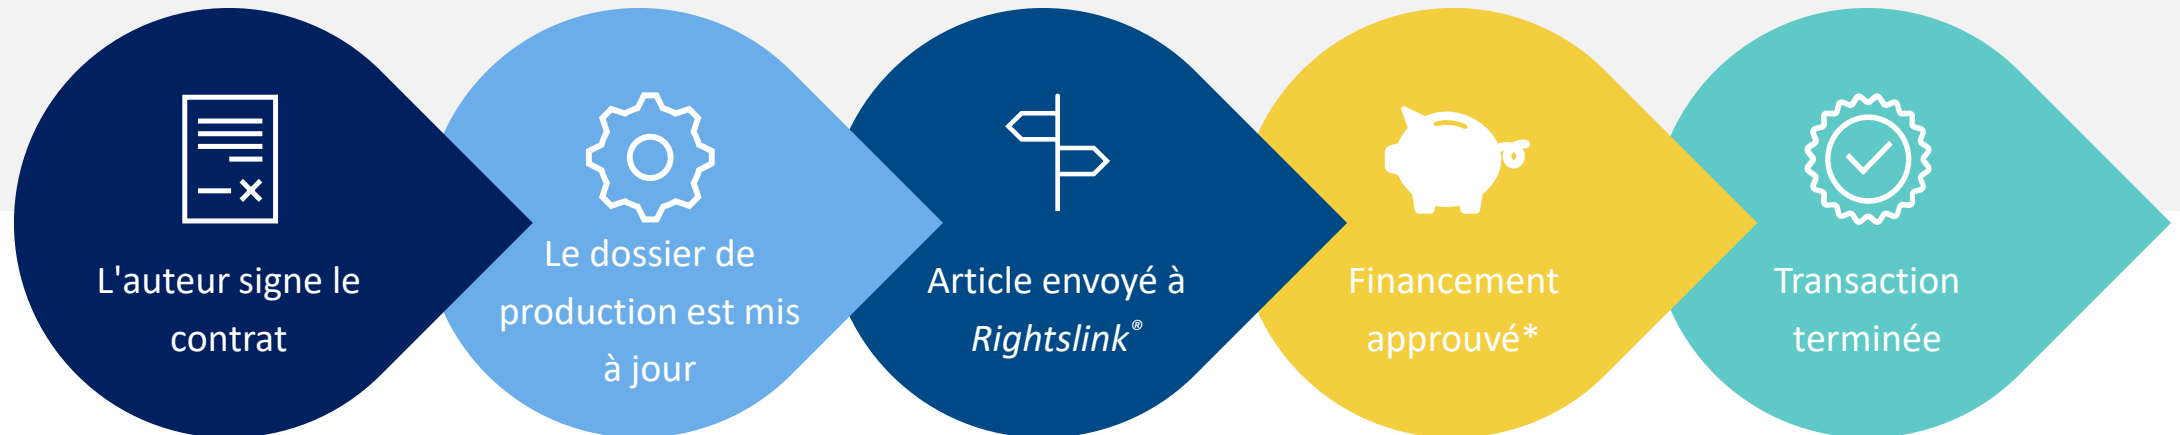 L'auteur signe le
contrat
Le dossier de
production est mis
à jour
Article envoyé à
Rightslink®
Financement
approuvé*
Transaction
terminée